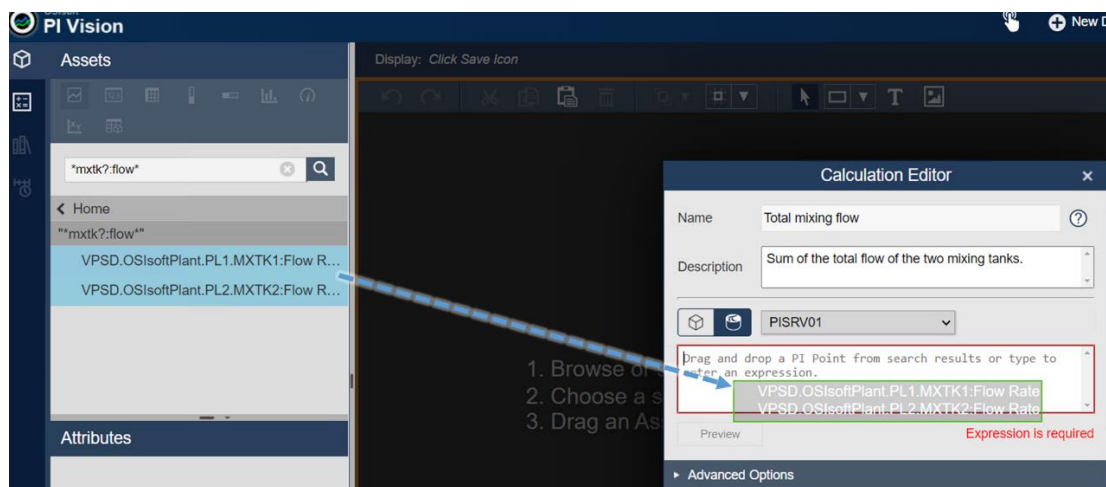 PI Vision
New D
Assets
Display: Click Save Icon
*mxtk?:flow*
Home
"*mxtk?:flow*"
VPSD.OSIsoftPlant.PL1.MXTK1:Flow R...
VPSD.OSIsoftPlant.PL2.MXTK2:Flow R...
Attributes
1. Browse or s
2. Choose a s
3. Drag an As
Calculation Editor
Name
Total mixing flow
Description
Sum of the total flow of the two mixing tanks.
PISRV01
Drag and drop a PI Point from search results or type to
enter an expression.
VPSD.OSIsoftPlant.PL1.MXTK1:Flow Rate
VPSD.OSIsoftPlant.PL2.MXTK2:Flow Rate
Preview
Expression is required
Advanced Options